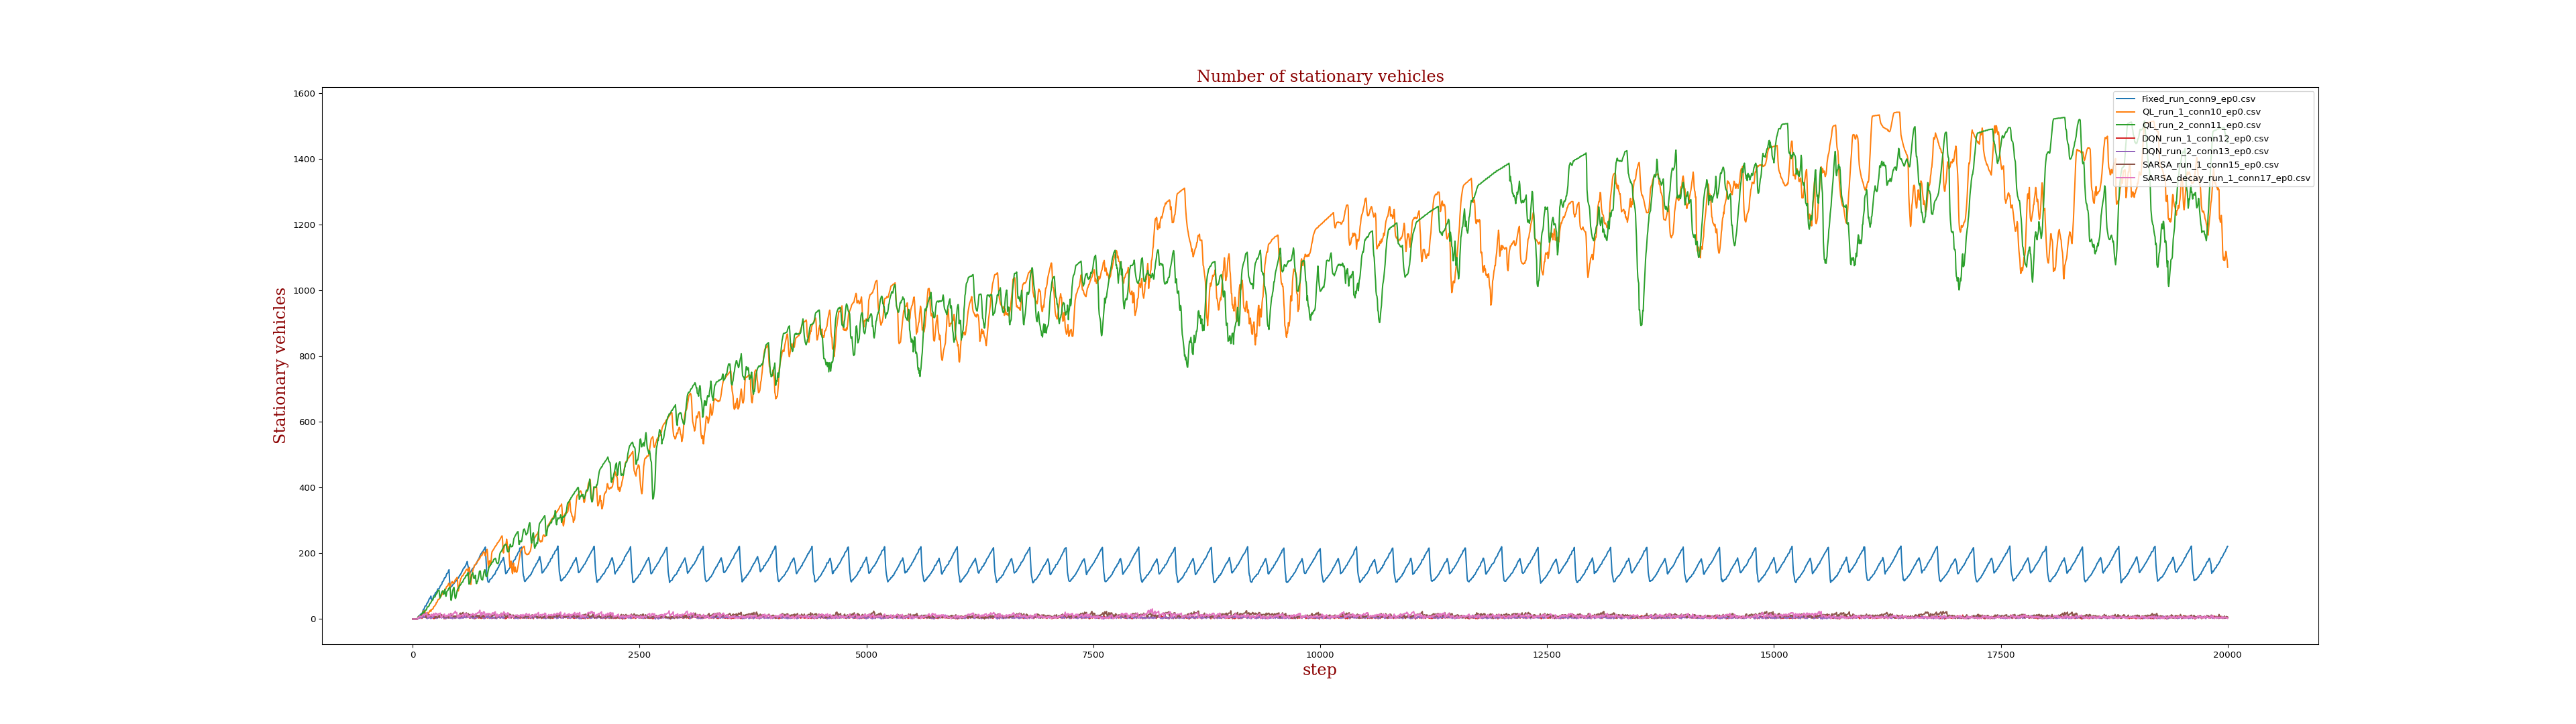 Number of stationary vehicles
Stationary vehicles
1600
1400
1200
1000
800
600
400
200
0
Fixed_run_conn9_ep0.csv
QL_run_1_conn10_ep0.csv
QL_run_2_conn11_ep0.csv
DQN_run_1_conn12_ep0.csv
DQN_run_2_conn13_ep0.csv
SARSA_run_1_conn15_ep0.csv
SARSA_decay_run_1_conn17_ep0.csv
0 2500 5000 7500 10000 12500 15000 17500 20000
step